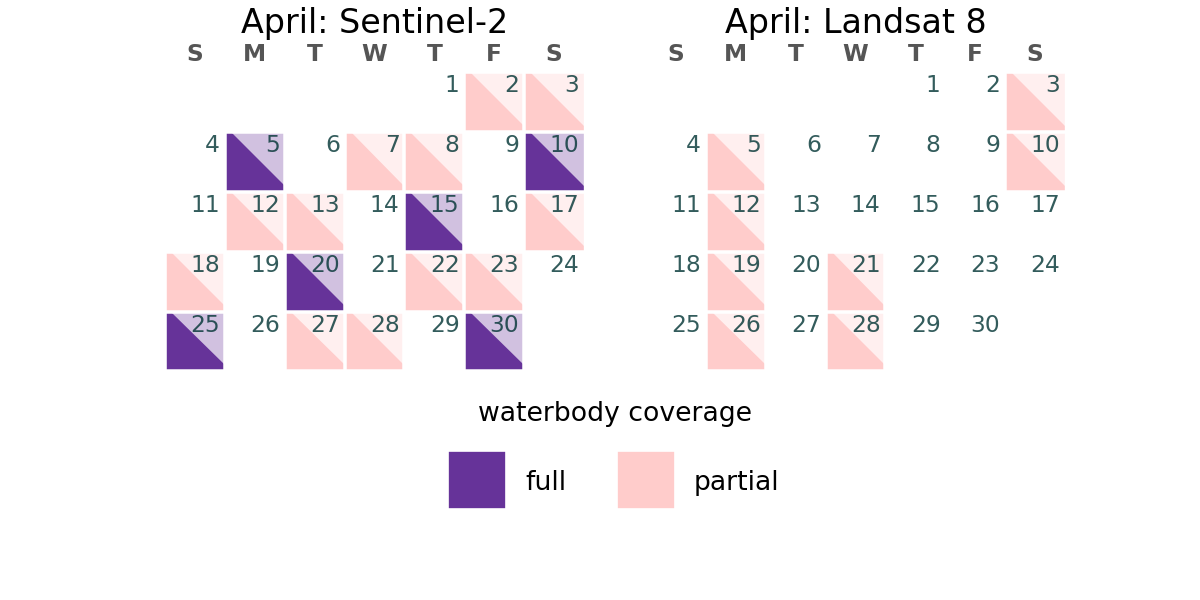 April: Sentinel-2
S M T W T F S
1 2 3
4 5 6 7 8 9 10
11 12 13 14 15 16 17
18 19 20 21 22 23 24
25 26 27 28 29 30
April: Landsat 8
S M T W T F S
1 2 3
4 5 6 7 8 9 10
11 12 13 14 15 16 17
18 19 20 21 22 23 24
25 26 27 28 29 30
waterbody coverage
full
partial